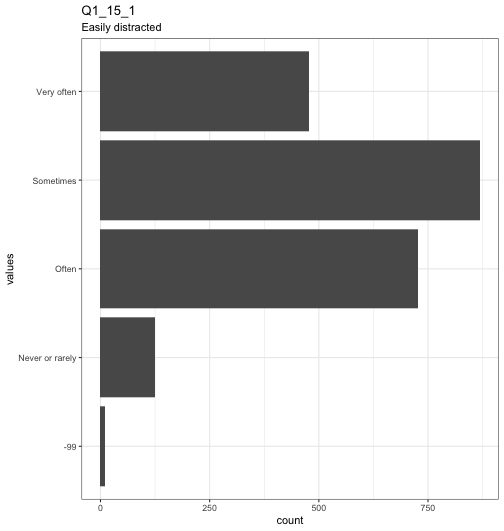 Q1_15_1
Easily distracted
Very often
Sometimes
Often
Never or rarely
-99
values
0
250
500
750
count